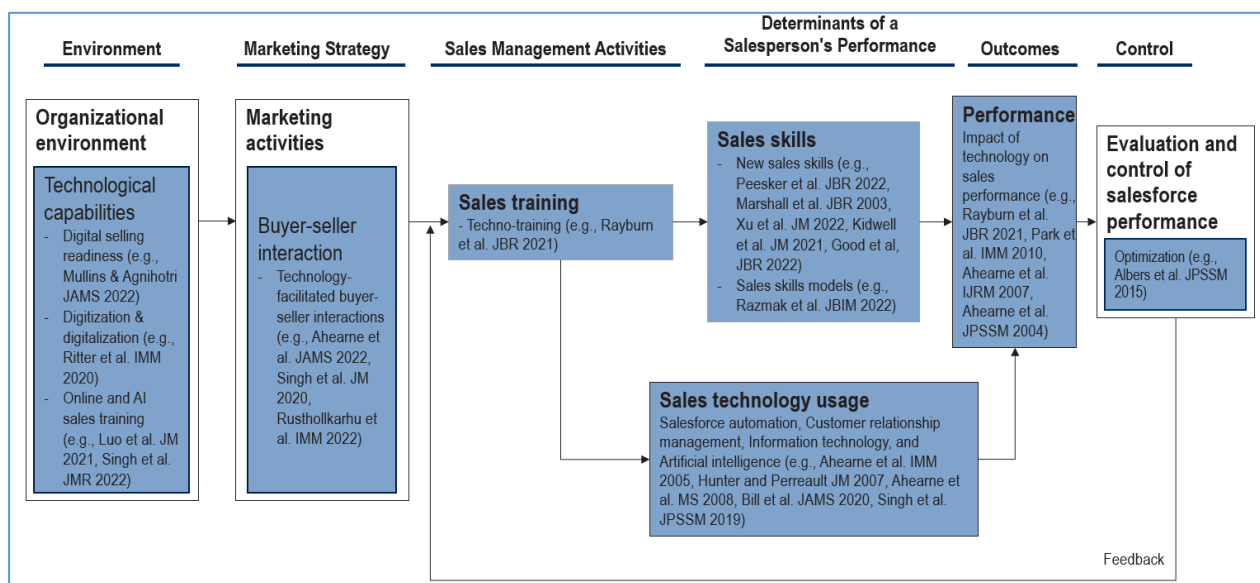 Environment
Marketing Strategy
Sales Management Activities
Determinants of a
Salesperson's Performance
Outcomes
Control
Organizational
environment
Technological
capabilities
- Digital selling
readiness (e.g.,
Mullins & Agnihotri
JAMS 2022)
- Digitization &
digitalization (e.g.,
Ritter et al. IMM
2020)
- Online and AI
sales training
(e.g., Luo et al. JM
2021, Singh et al.
JMR 2022)
Marketing
activities
Buyer-seller
interaction
- Technology-
facilitated buyer-
seller interactions
(e.g., Ahearne et
al. JAMS 2022,
Singh et al. JM
2020,
Rusthollkarhu et
al. IMM 2022)
Sales training
- Techno-training (e.g., Rayburn
et al. JBR 2021)
Sales skills
- New sales skills (e.g.,
Peesker et al. JBR 2022,
Marshall et al. JBR 2003,
Xu et al. JM 2022, Kidwell
et al. JM 2021, Good et al,
JBR 2022)
- Sales skills models (e.g.,
Razmak et al. JBIM 2022)
Sales technology usage
Salesforce automation, Customer relationship
management, Information technology, and
Artificial intelligence (e.g., Ahearne et al. IMM
2005, Hunter and Perreault JM 2007, Ahearne
et al. MS 2008, Bill et al. JAMS 2020, Singh et al.
JPSSM 2019)
Performance
Impact of
technology on
sales
performance (e.g.,
Rayburn et al.
JBR 2021, Park et
al. IMM 2010,
Ahearne et al.
IJRM 2007,
Ahearne et al.
JPSSM 2004)
Evaluation and
control of
salesforce
performance
Optimization (e.g.,
Albers et al. JPSSM
2015)
Feedback